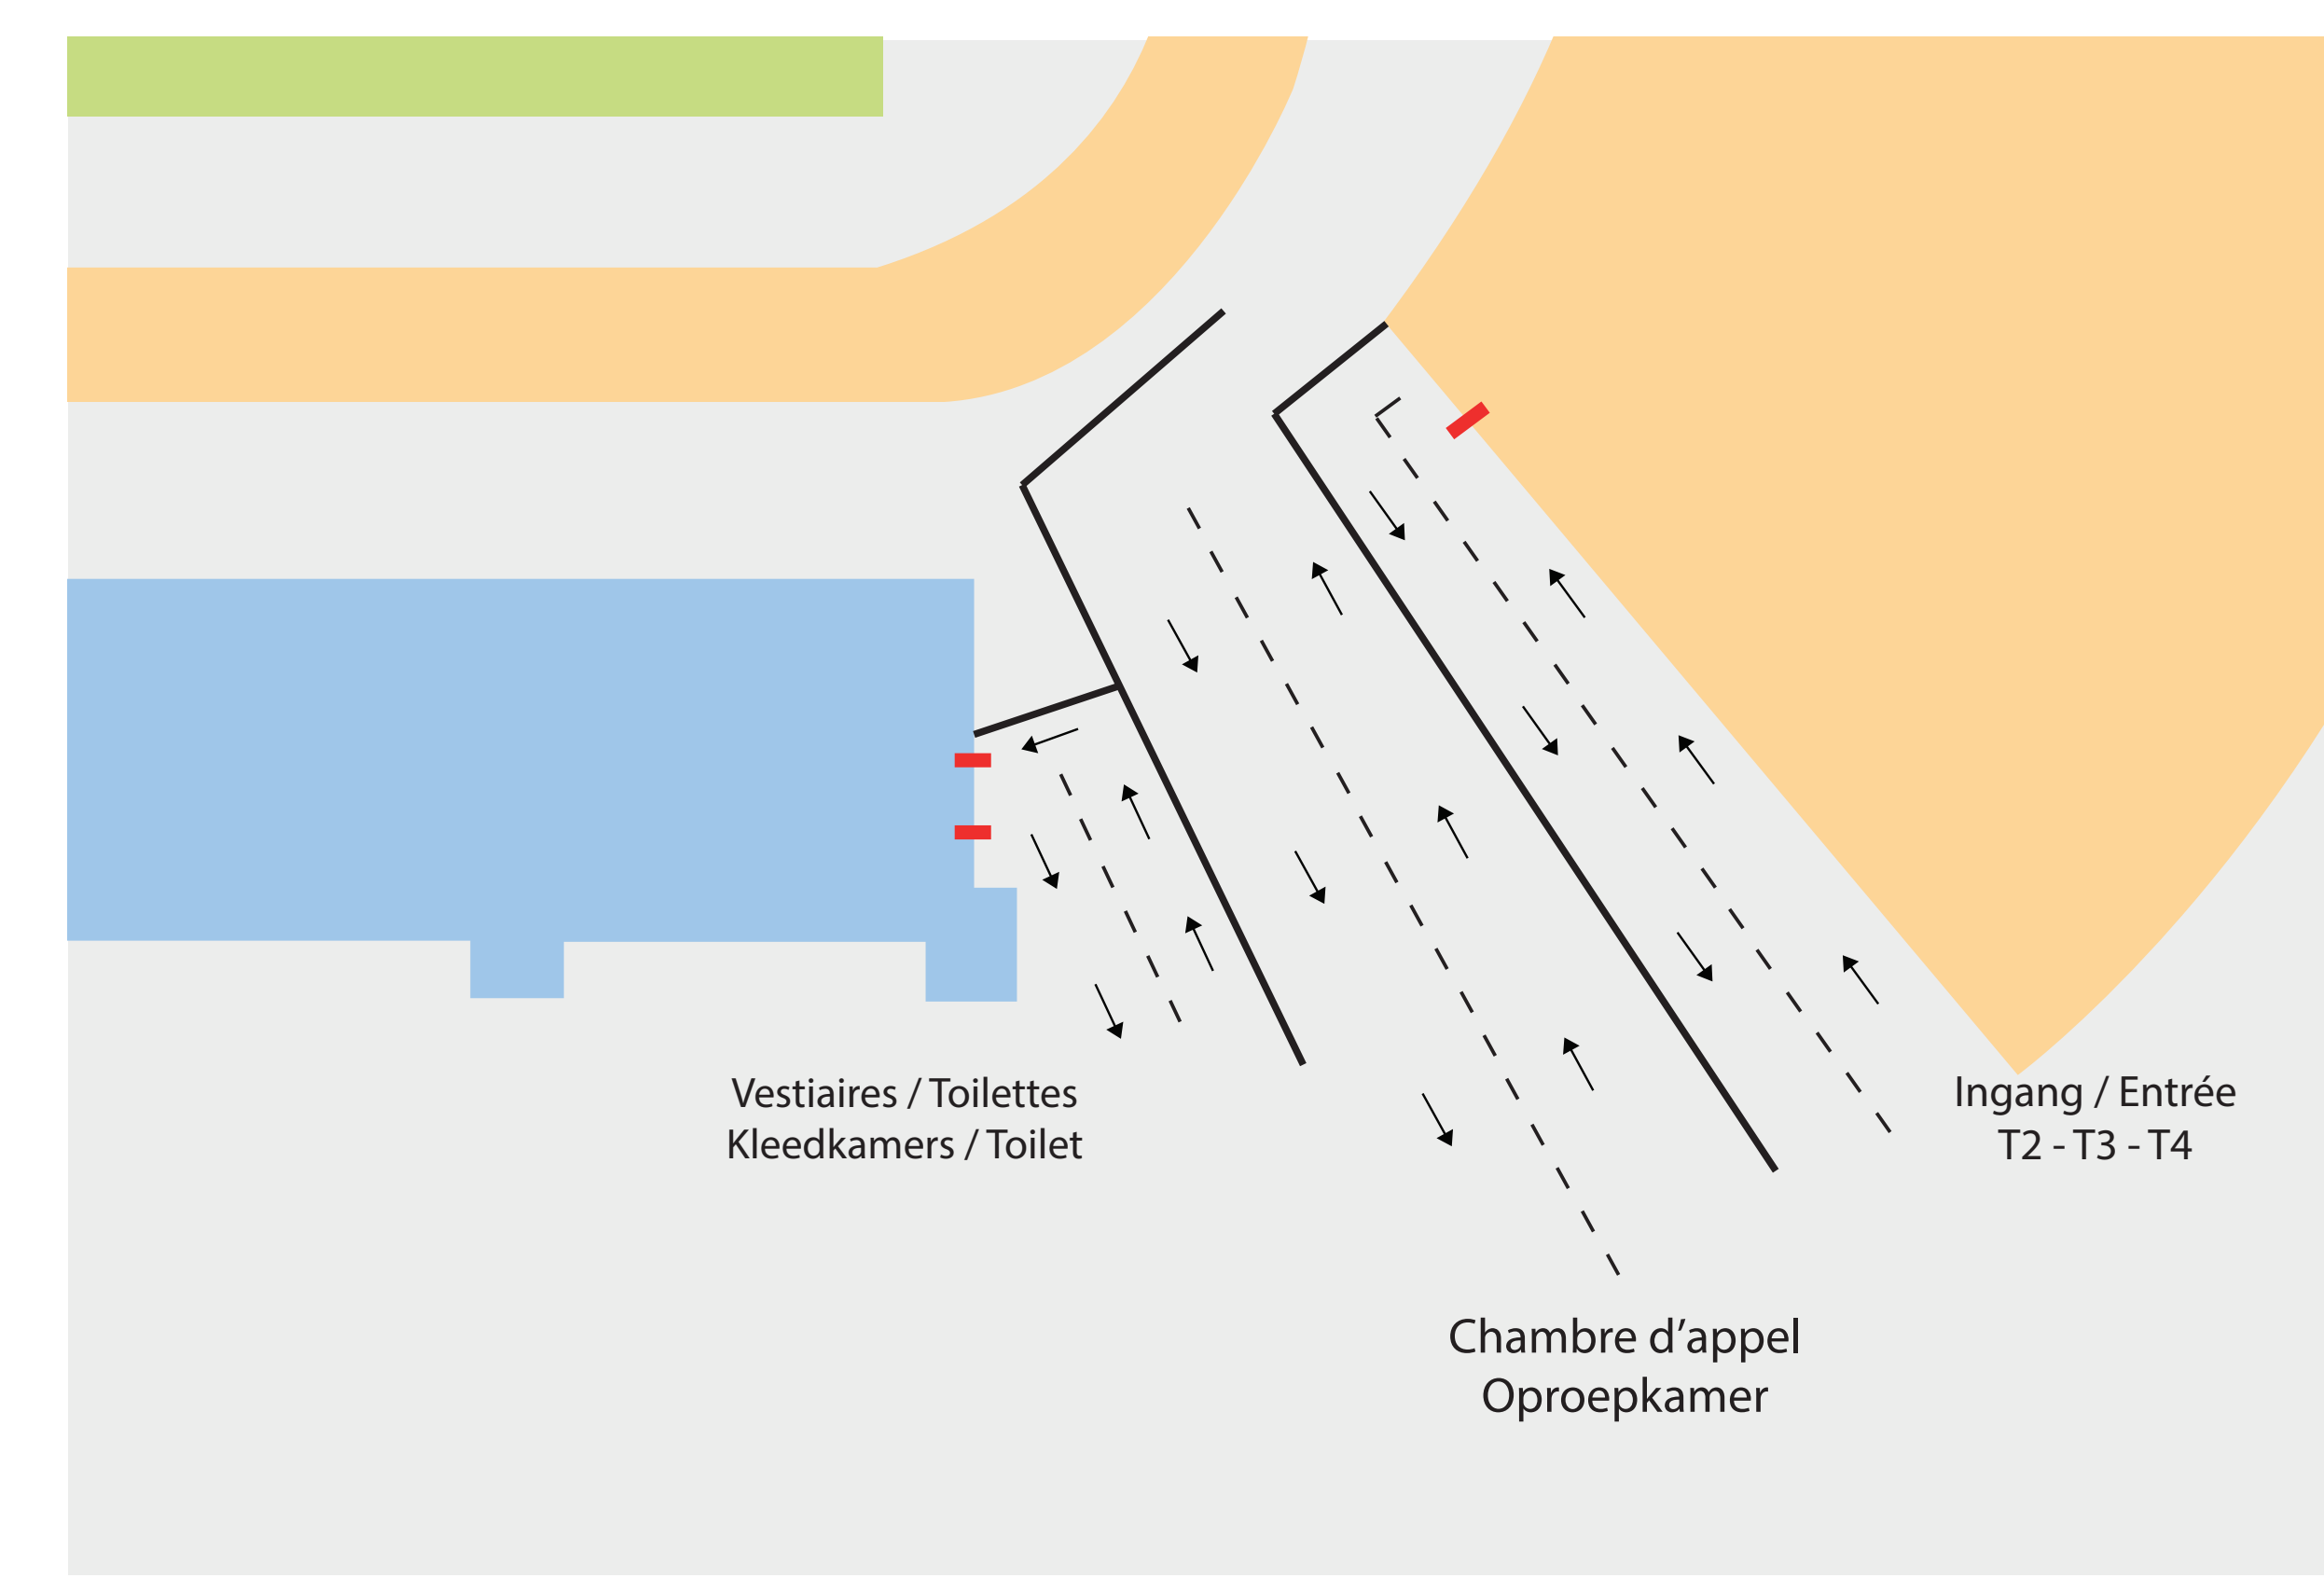 Vestiaires / Toilettes
Kleedkamers / Toilet
Ingang / Entrée
T2 - T3 - T4
Chambre d’appel
Oproepkamer